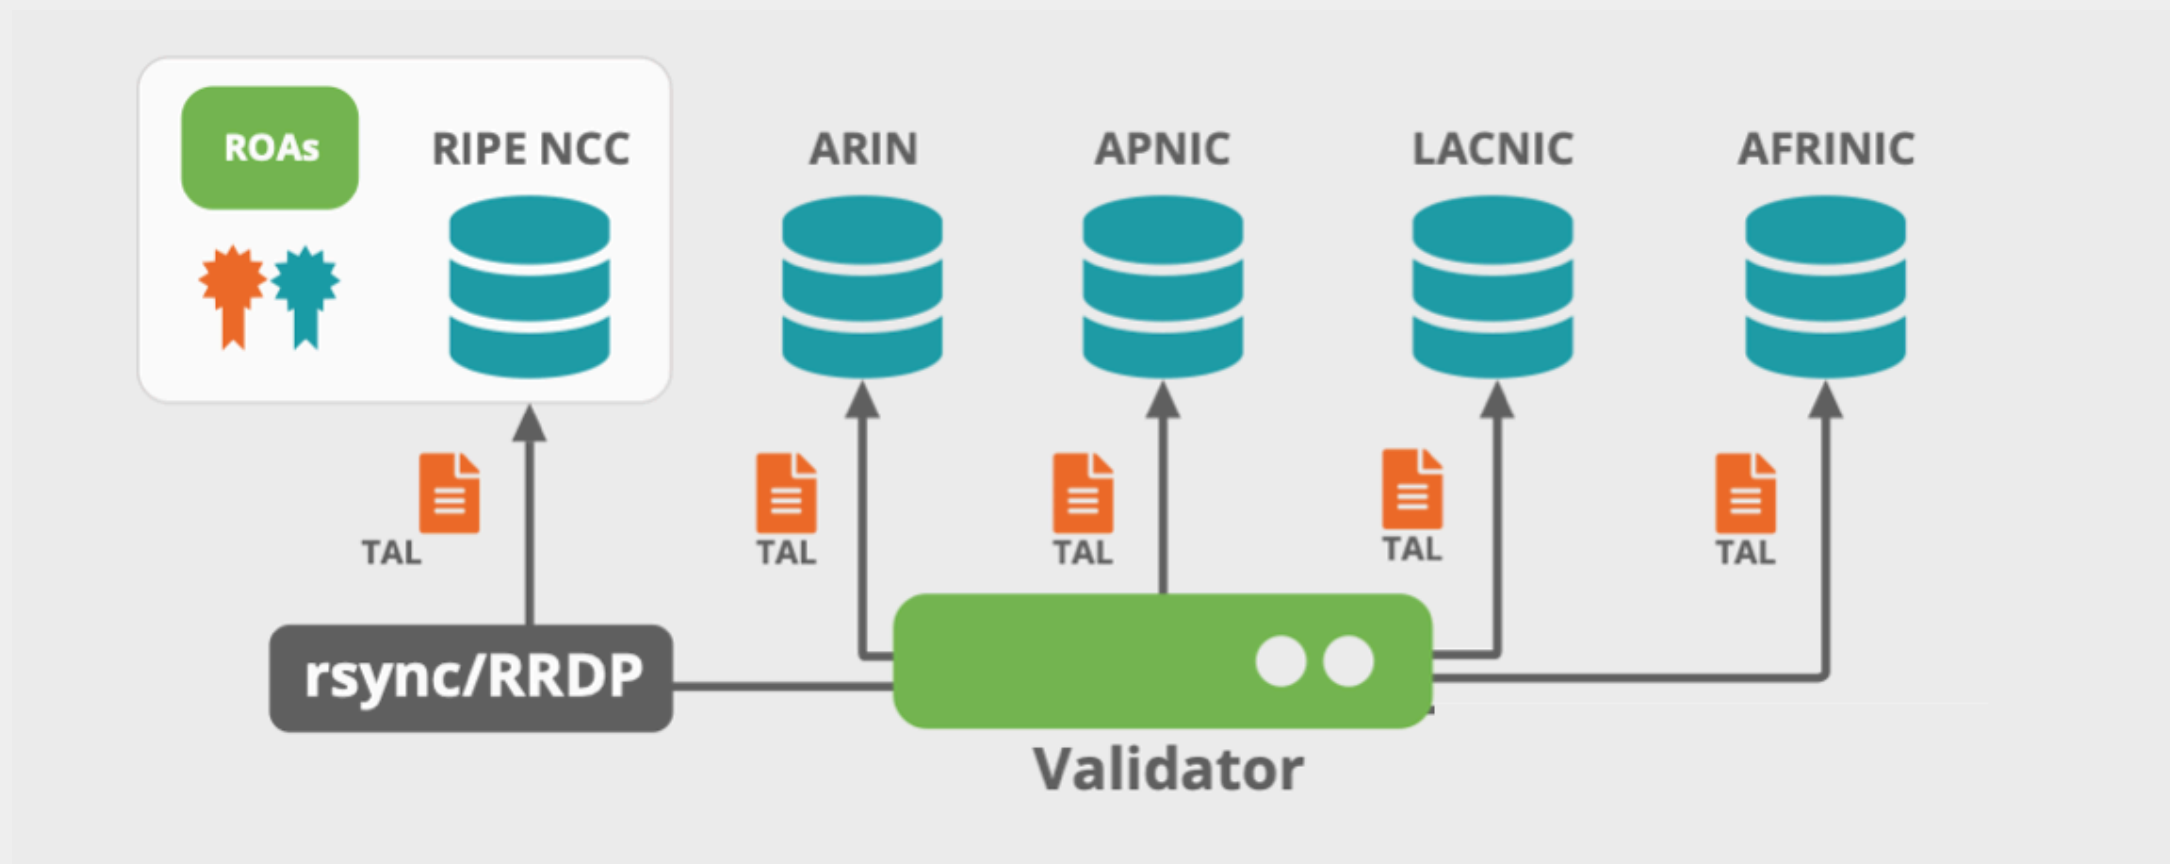 ROAs
RIPE NCC
ARIN
APNIC
LACNIC
AFRINIC
TAL
TAL
TAL
TAL
TAL
rsync/RRDP
Validator